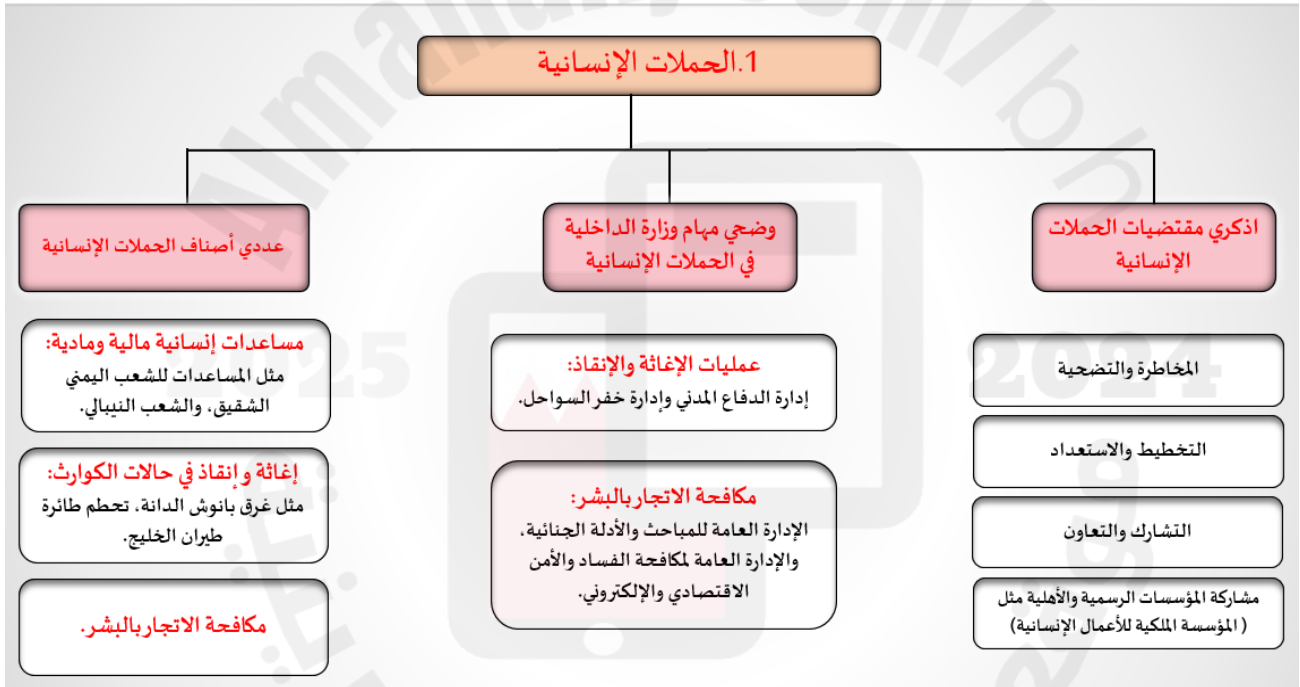 1.الحملات الإنسانية
اذكري مقتضيات الحملات
الإنسانية
المخاطرة والتضحية
التخطيط والاستعداد
التشارك والتعاون
مشاركة المؤسسات الرسمية والأهلية مثل
(المؤسسة الملكية للأعمال الإنسانية)
وضحي مهام وزارة الداخلية
في الحملات الإنسانية
عمليات الإغاثة والإنقاذ:
إدارة الدفاع المدني وإدارة خفر السواحل.
مكافحة الاتجار بالبشر:
الإدارة العامة للمباحث والأدلة الجنائية،
والإدارة العامة لمكافحة الفساد والأمن
الاقتصادي والإلكتروني.
عددي أصناف الحملات الإنسانية
مساعدات إنسانية مالية ومادية:
مثل المساعدات للشعب اليمني
الشقيق، والشعب النيبالي.
إغاثة وإنقاذ في حالات الكوارث:
مثل غرق بانوش الدانة، تحطم طائرة
طيران الخليج.
مكافحة الاتجار بالبشر.
2025
2024